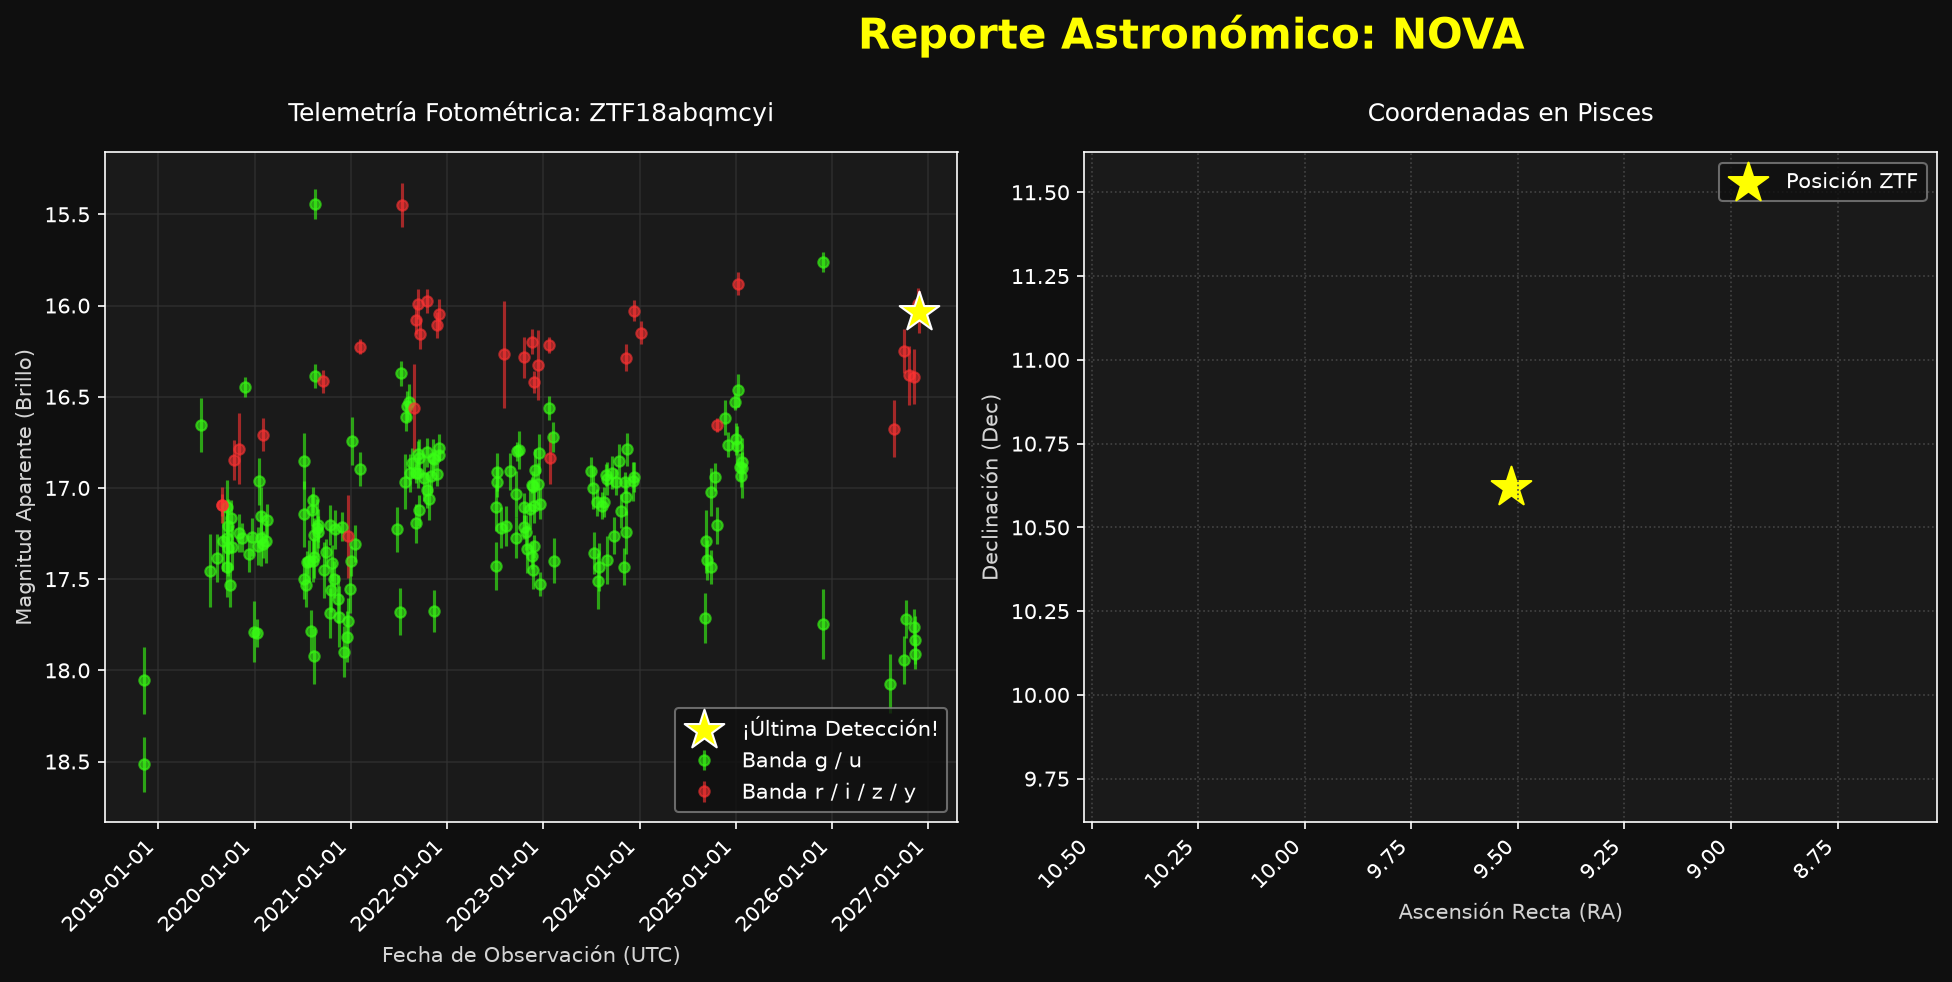 Reporte Astronómico: NOVA
Telemetría Fotométrica: ZTF18abqmcyi
Magnitud Aparente (Brillo)
15.5
16.0
16.5
17.0
17.5
18.0
18.5
¡Última Detección!
Banda g / u
Banda r / i / z / y
2019-01-01
2020-01-01
2021-01-01
2022-01-01
2023-01-01
2024-01-01
2025-01-01
2026-01-01
2027-01-01
Fecha de Observación (UTC)
Coordenadas en Pisces
Declinación (Dec)
11.50
11.25
11.00
10.75
10.50
10.25
10.00
9.75
Posición ZTF
10.50
10.25
10.00
9.75
9.50
9.25
9.00
8.75
Ascensión Recta (RA)